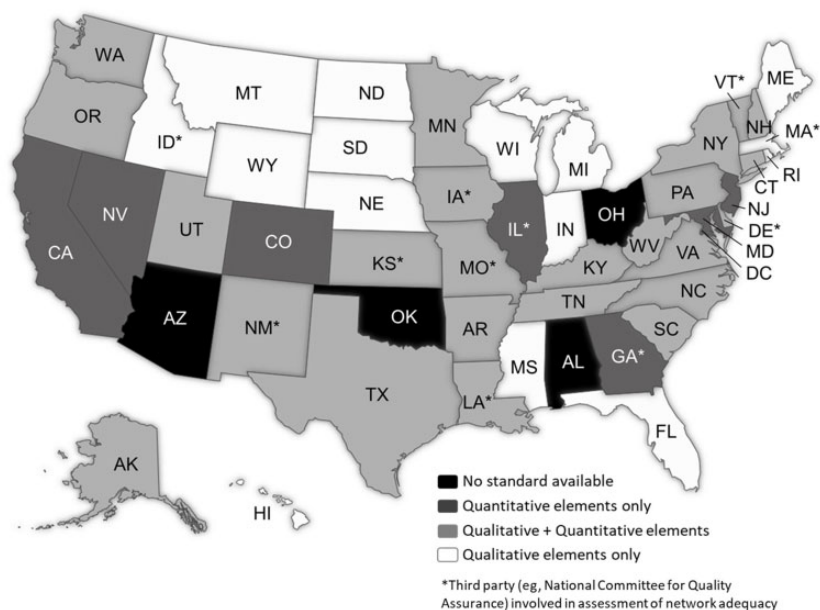 WA
MT
ND
MN
VT*
ME
OR
ID*
WY
SD
WI
MI
NY
NH
MA*
NV
UT
NE
IA*
IL*
IN
OH
PA
CT
RI
NJ
DE*
MD
DC
CA
CO
KS*
MO*
KY
WV
VA
AZ
NM*
OK
AR
TN
NC
SC
TX
LA*
MS
AL
GA*
FL
AK
HI
No standard available
Quantitative elements only
Qualitative + Quantitative elements
Qualitative elements only
*Third party (eg, National Committee for Quality
Assurance) involved in assessment of network adequacy